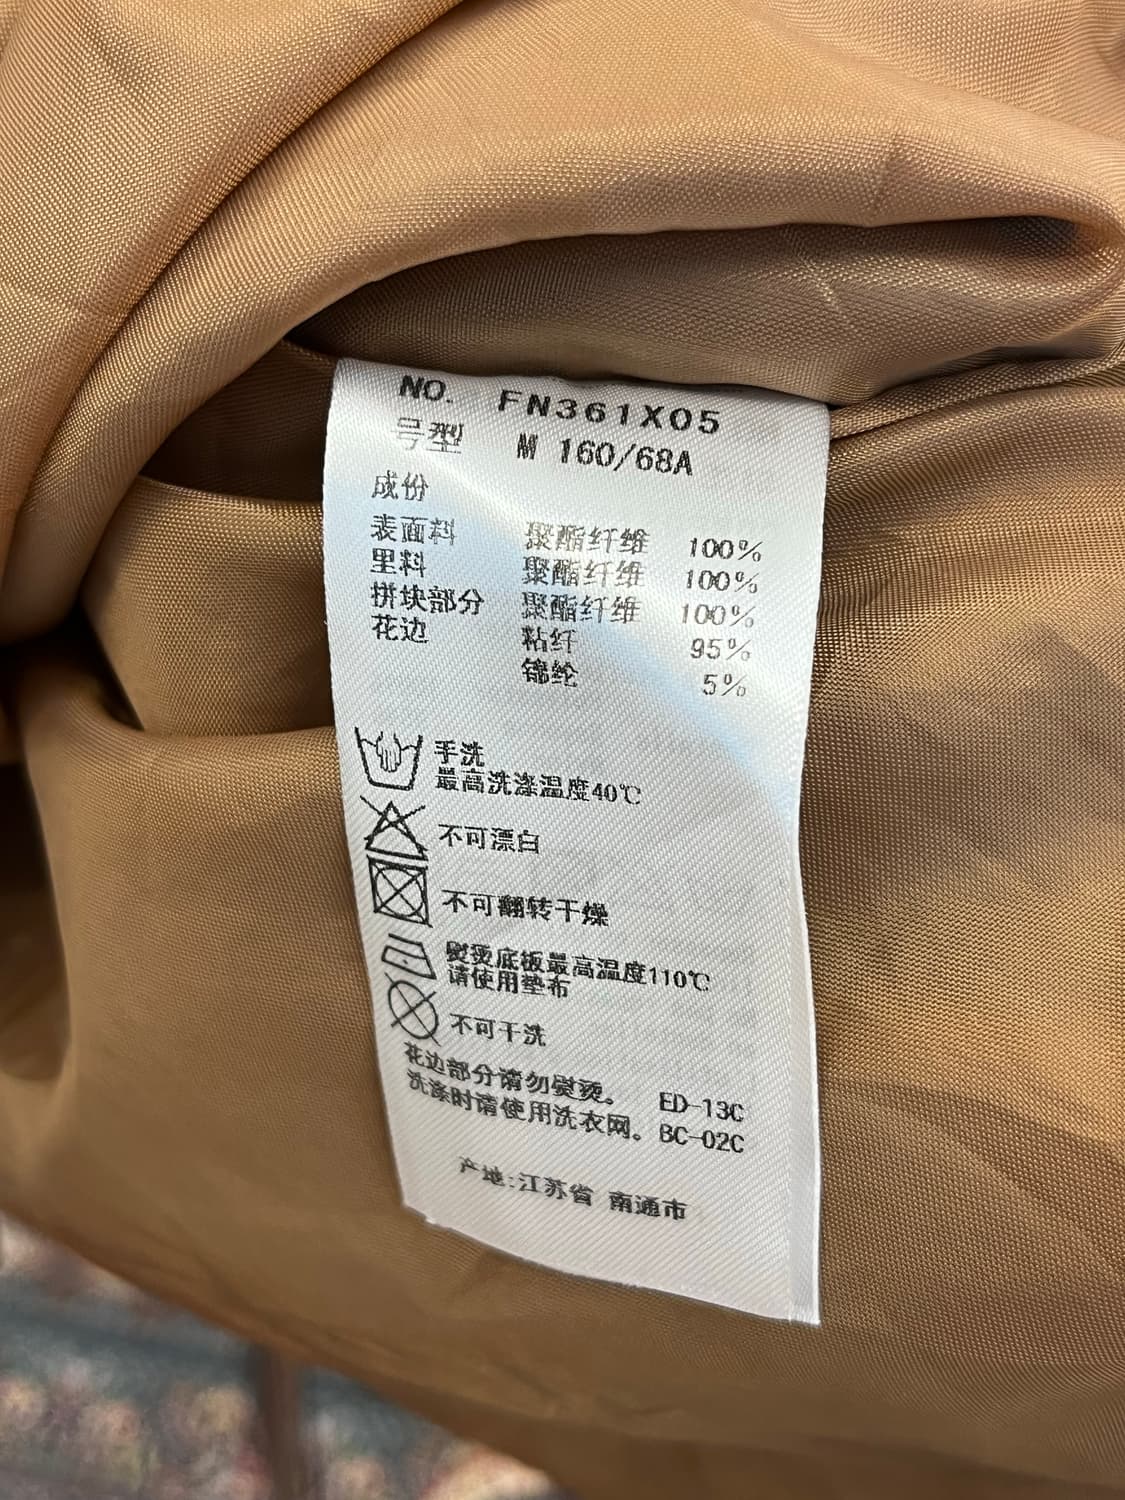 NO. FN361X05
号型 M 160/68A
成份
表面料 聚酯纤维 100%
里料 聚酯纤维 100%
拼块部分 聚酯纤维 100%
花边 粘纤 95%
锦纶 5%
手洗
最高洗涤温度40℃
不可漂白
不可翻转干燥
熨烫底板最高温度110℃
请使用垫布
不可干洗
花边部分请勿熨烫。 ED-13C
洗涤时请使用洗衣网。 BC-02C
产地:江苏省 南通市